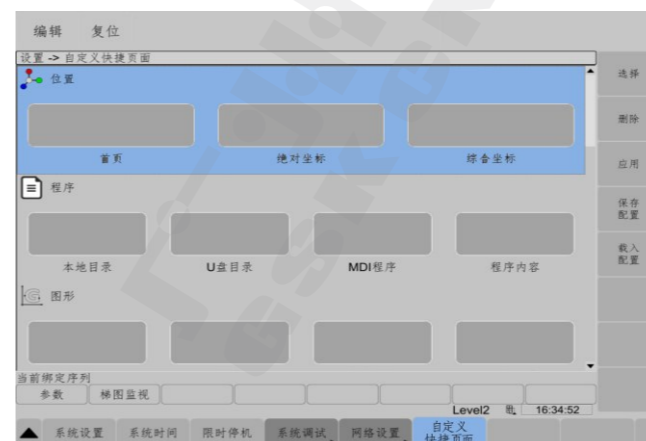 编辑 复位
设置 -> 自定义快捷页面
位置
选择
删除
首页 绝对坐标 综合坐标
应用
程序
保存
配置
本地目录 U盘目录 MDI程序 程序内容
载入
配置
图形
当前绑定序列
参数 梯图监视
Level2 16:34:52
系统设置 系统时间 限时停机 系统调试 网络设置 自定义
快捷页面
GSK